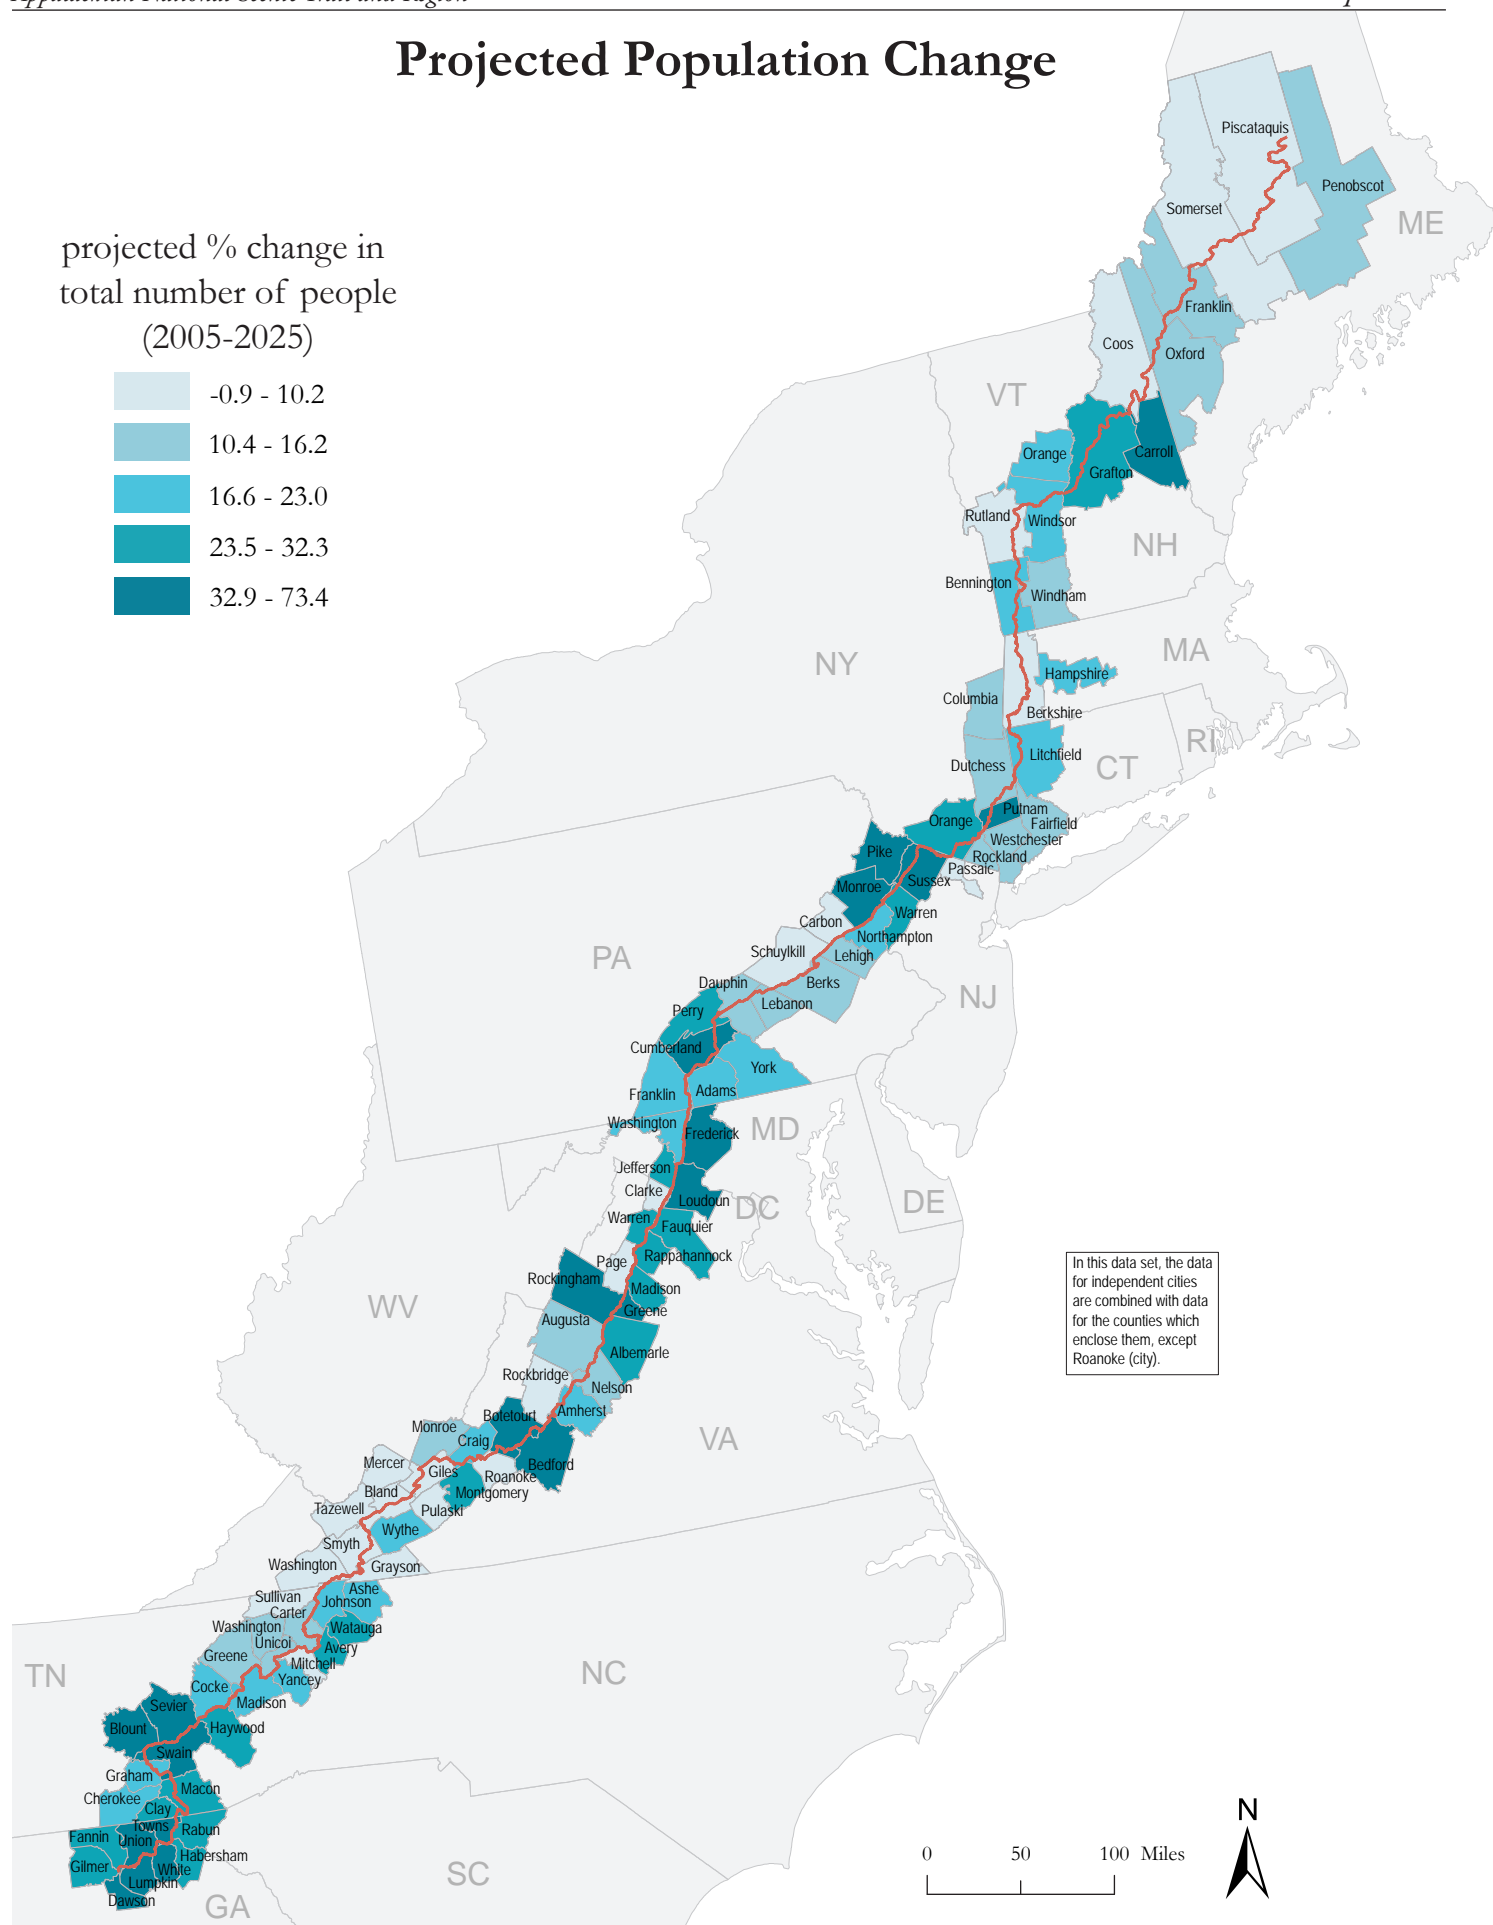 Appalachian National Scenic Trail and Region
Projected Population Change
projected % change in
total number of people
(2005-2025)
-0.9 - 10.2
10.4 - 16.2
16.6 - 23.0
23.5 - 32.3
32.9 - 73.4
Piscataquis
Penobscot
Somerset
ME
Franklin
Coos
Oxford
VT
Orange
Carroll
Grafton
Rutland
Windsor
NH
Bennington
Windham
NY
MA
Hampshire
Columbia
Berkshire
RI
Litchfield
Dutchess
CT
Putnam
Orange
Fairfield
Westchester
Pike
Rockland
Passaic
Sussex
Monroe
Warren
Carbon
Northampton
Schuylkill
Lehigh
PA
Dauphin
Berks
NJ
Lebanon
Perry
Cumberland
York
Adams
Franklin
Washington
Frederick
MD
Jefferson
Clarke
Loudoun
DC
DE
Warren
Fauquier
Rappahannock
Page
Rockingham
Madison
Greene
WV
Augusta
Albemarle
In this data set, the data
for independent cities
are combined with data
for the counties which
enclose them, except
Roanoke (city).
Rockbridge
Nelson
Amherst
Botetourt
Monroe
Craig
VA
Mercer
Giles
Bedford
Roanoke
Bland
Montgomery
Tazewell
Pulaski
Wythe
Smyth
Washington
Grayson
Ashe
Sullivan
Johnson
Carter
Washington
Watauga
Unicoi
Avery
Greene
Mitchell
TN
NC
Yancey
Cocke
Madison
Sevier
Blount
Haywood
Swain
Graham
Macon
Cherokee
Clay
Towns
Rabun
Fannin
Union
Habersham
Gilmer
White
Lumpkin
Dawson
SC
GA
N
0 50 100 Miles